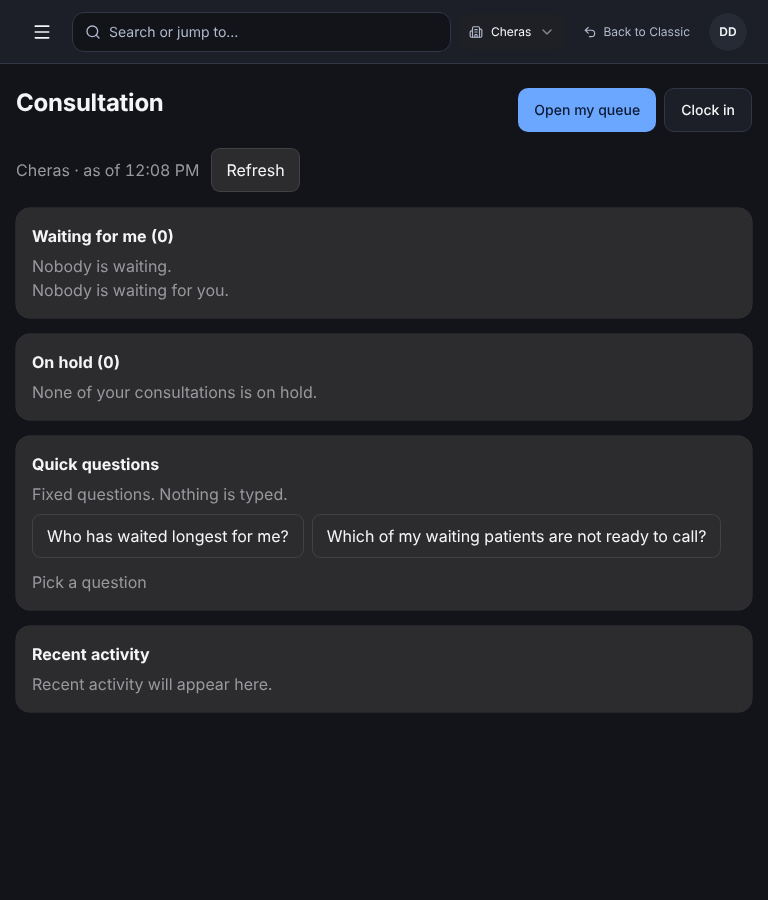 Search or jump to...
Cheras
Back to Classic
DD
Consultation
Open my queue
Clock in
Cheras · as of 12:08 PM
Refresh
Waiting for me (0)
Nobody is waiting.
Nobody is waiting for you.
On hold (0)
None of your consultations is on hold.
Quick questions
Fixed questions. Nothing is typed.
Who has waited longest for me?
Which of my waiting patients are not ready to call?
Pick a question
Recent activity
Recent activity will appear here.